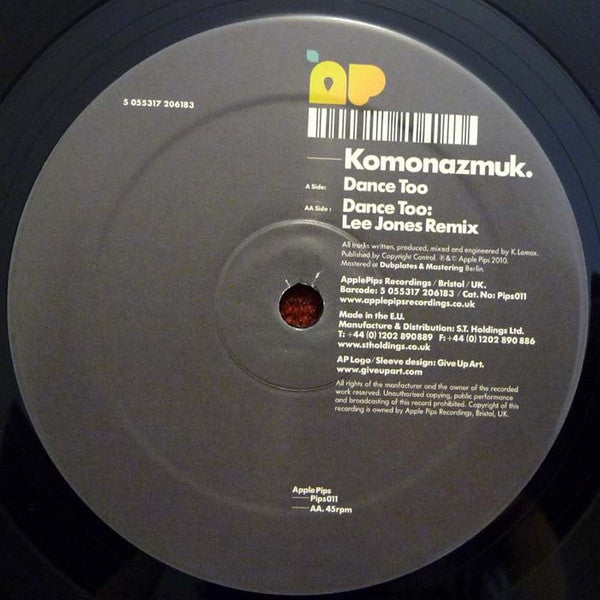 5 055317 206183
AP
Komonazmuk.
A Side: Dance Too
AA Side: Dance Too:
Lee Jones Remix
All tracks written, produced, mixed and engineered by K.Lomax.
Published by Copyright Control. ℗ & © Apple Pips 2010.
Mastered at Dubplates & Mastering Berlin.
ApplePips Recordings / Bristol / UK.
Barcode: 5 055317 206183 / Cat. No: Pips011
www.applepipsrecordings.co.uk
Made in the E.U.
Manufacture & Distribution: S.T. Holdings Ltd.
T: +44 (0) 1202 890889 F: +44 (0) 1202 890 886
www.stholdings.co.uk
AP Logo/Sleeve design: Give Up Art.
www.giveupart.com
All rights of the manfacturer and the owner of the recorded
work reserved. Unauthorised copying, public performance
and broadcasting of this record prohibited. Copyright of this
recording is owned by Apple Pips Recordings, Bristol, UK.
Apple Pips
Pips011
AA. 45rpm